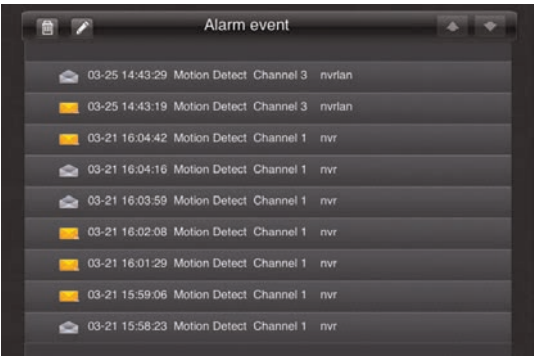 Alarm event
03-25 14:43:29 Motion Detect Channel 3 nvrlan
03-25 14:43:19 Motion Detect Channel 3 nvrlan
03-21 16:04:42 Motion Detect Channel 1 nvr
03-21 16:04:16 Motion Detect Channel 1 nvr
03-21 16:03:59 Motion Detect Channel 1 nvr
03-21 16:02:08 Motion Detect Channel 1 nvr
03-21 16:01:29 Motion Detect Channel 1 nvr
03-21 15:59:06 Motion Detect Channel 1 nvr
03-21 15:58:23 Motion Detect Channel 1 nvr